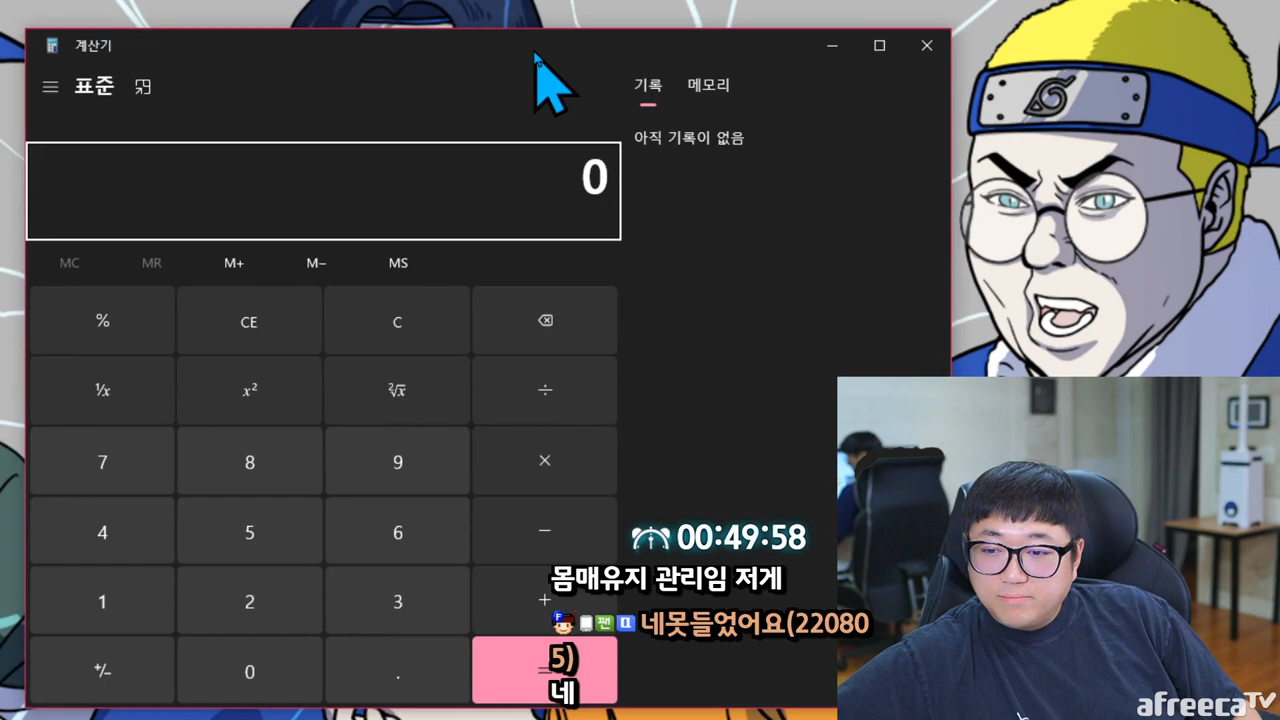 계산기
표준
기록 메모리
아직 기록이 없음
0
MC MR M+ M− MS
% CE C
⅟x x² ²√x ÷
7 8 9 ×
4 5 6 −
1 2 3 +
+/− 0 . =
00:49:58
몸매유지 관리임 저게
F 팬 네못들었어요(22080
5)
네
afreecaTV